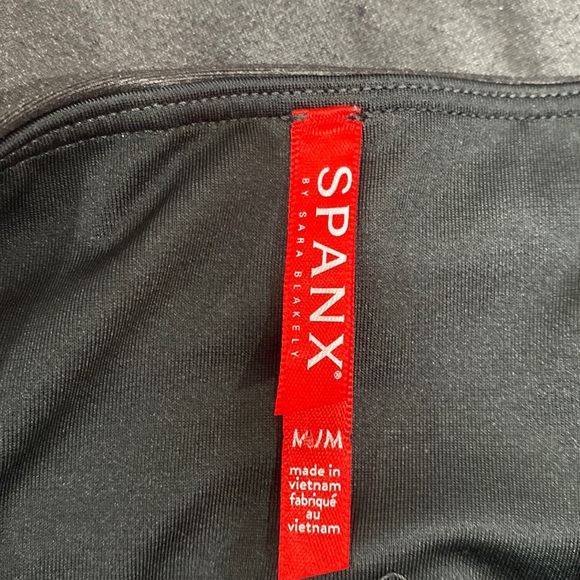 SPANX®
BY SARA BLAKELY
M/M
made in
vietnam
fabriqué
au
vietnam